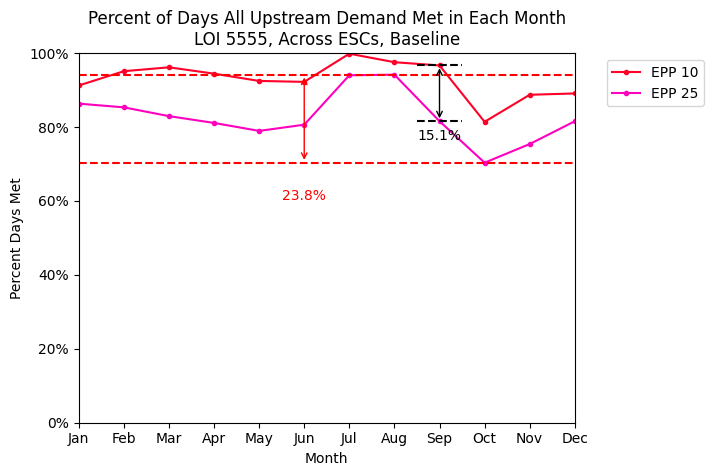 Percent of Days All Upstream Demand Met in Each Month
LOI 5555, Across ESCs, Baseline
100%
80%
60%
40%
20%
0%
Percent Days Met
23.8%
15.1%
Jan Feb Mar Apr May Jun Jul Aug Sep Oct Nov Dec
Month
EPP 10
EPP 25